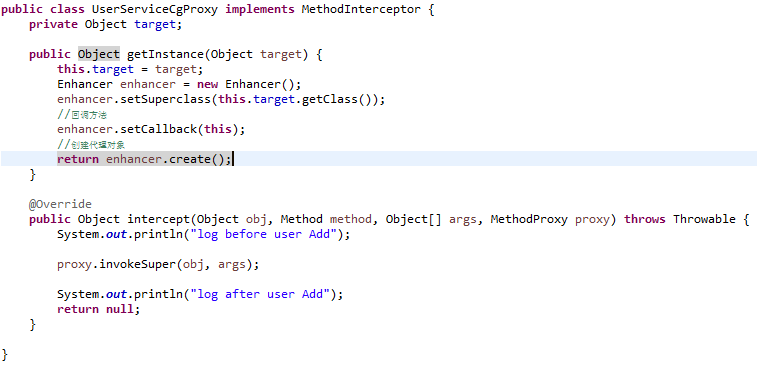 public class UserServiceCgProxy implements MethodInterceptor {
private Object target;
public Object getInstance(Object target) {
this.target = target;
Enhancer enhancer = new Enhancer();
enhancer.setSuperclass(this.target.getClass());
//回调方法
enhancer.setCallback(this);
//创建代理对象
return enhancer.create();
}
@Override
public Object intercept(Object obj, Method method, Object[] args, MethodProxy proxy) throws Throwable {
System.out.println("log before user Add");
proxy.invokeSuper(obj, args);
System.out.println("log after user Add");
return null;
}
}